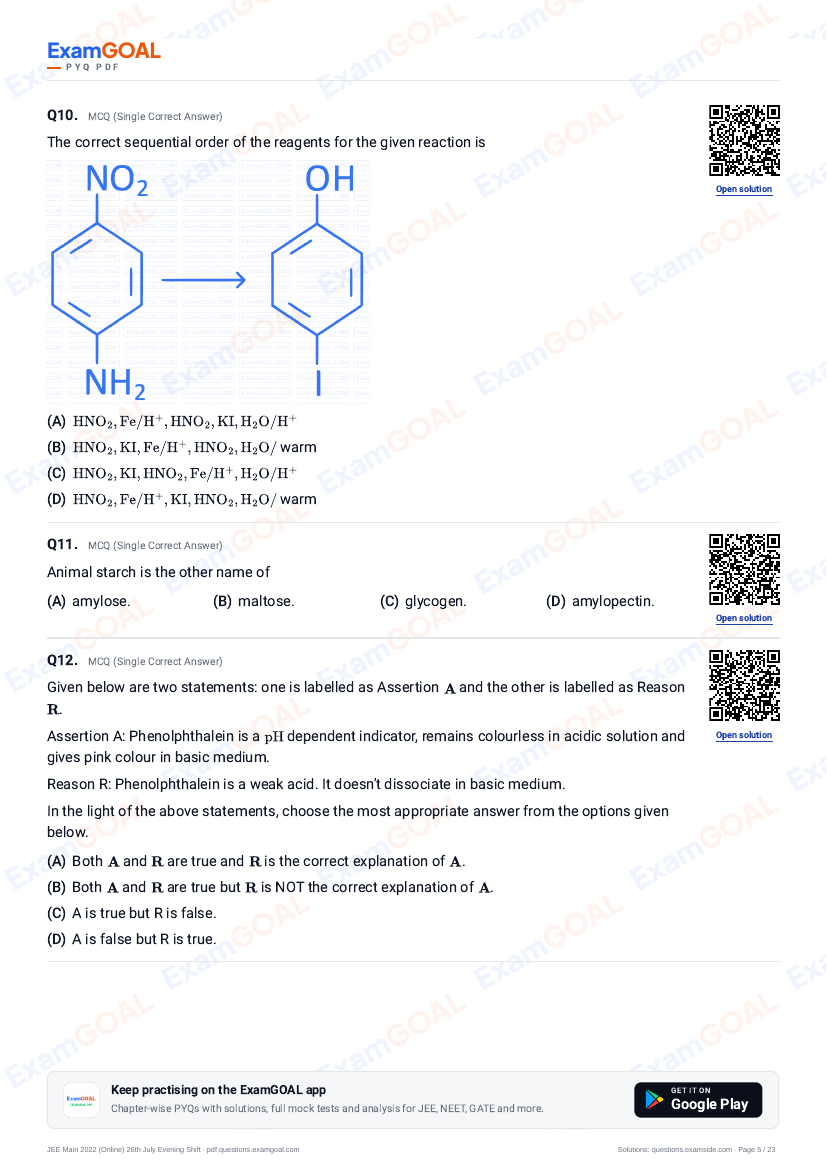 ExamGOAL
PYQ PDF
Q10. MCQ (Single Correct Answer)
The correct sequential order of the reagents for the given reaction is
Open solution
NO2 OH
NH2 I
(A) HNO₂, Fe/H⁺, HNO₂, KI, H₂O/H⁺
(B) HNO₂, KI, Fe/H⁺, HNO₂, H₂O/ warm
(C) HNO₂, KI, HNO₂, Fe/H⁺, H₂O/H⁺
(D) HNO₂, Fe/H⁺, KI, HNO₂, H₂O/ warm
Q11. MCQ (Single Correct Answer)
Animal starch is the other name of
(A) amylose. (B) maltose. (C) glycogen. (D) amylopectin.
Open solution
Q12. MCQ (Single Correct Answer)
Given below are two statements: one is labelled as Assertion A and the other is labelled as Reason
R.
Open solution
Assertion A: Phenolphthalein is a pH dependent indicator, remains colourless in acidic solution and
gives pink colour in basic medium.
Reason R: Phenolphthalein is a weak acid. It doesn't dissociate in basic medium.
In the light of the above statements, choose the most appropriate answer from the options given
below.
(A) Both A and R are true and R is the correct explanation of A.
(B) Both A and R are true but R is NOT the correct explanation of A.
(C) A is true but R is false.
(D) A is false but R is true.
ExamGOAL
Keep practising on the ExamGOAL app
Chapter-wise PYQs with solutions, full mock tests and analysis for JEE, NEET, GATE and more.
GET IT ON
Google Play
JEE Main 2022 (Online) 26th July Evening Shift · pdf.questions.examgoal.com
Solutions: questions.examside.com · Page 5 / 23